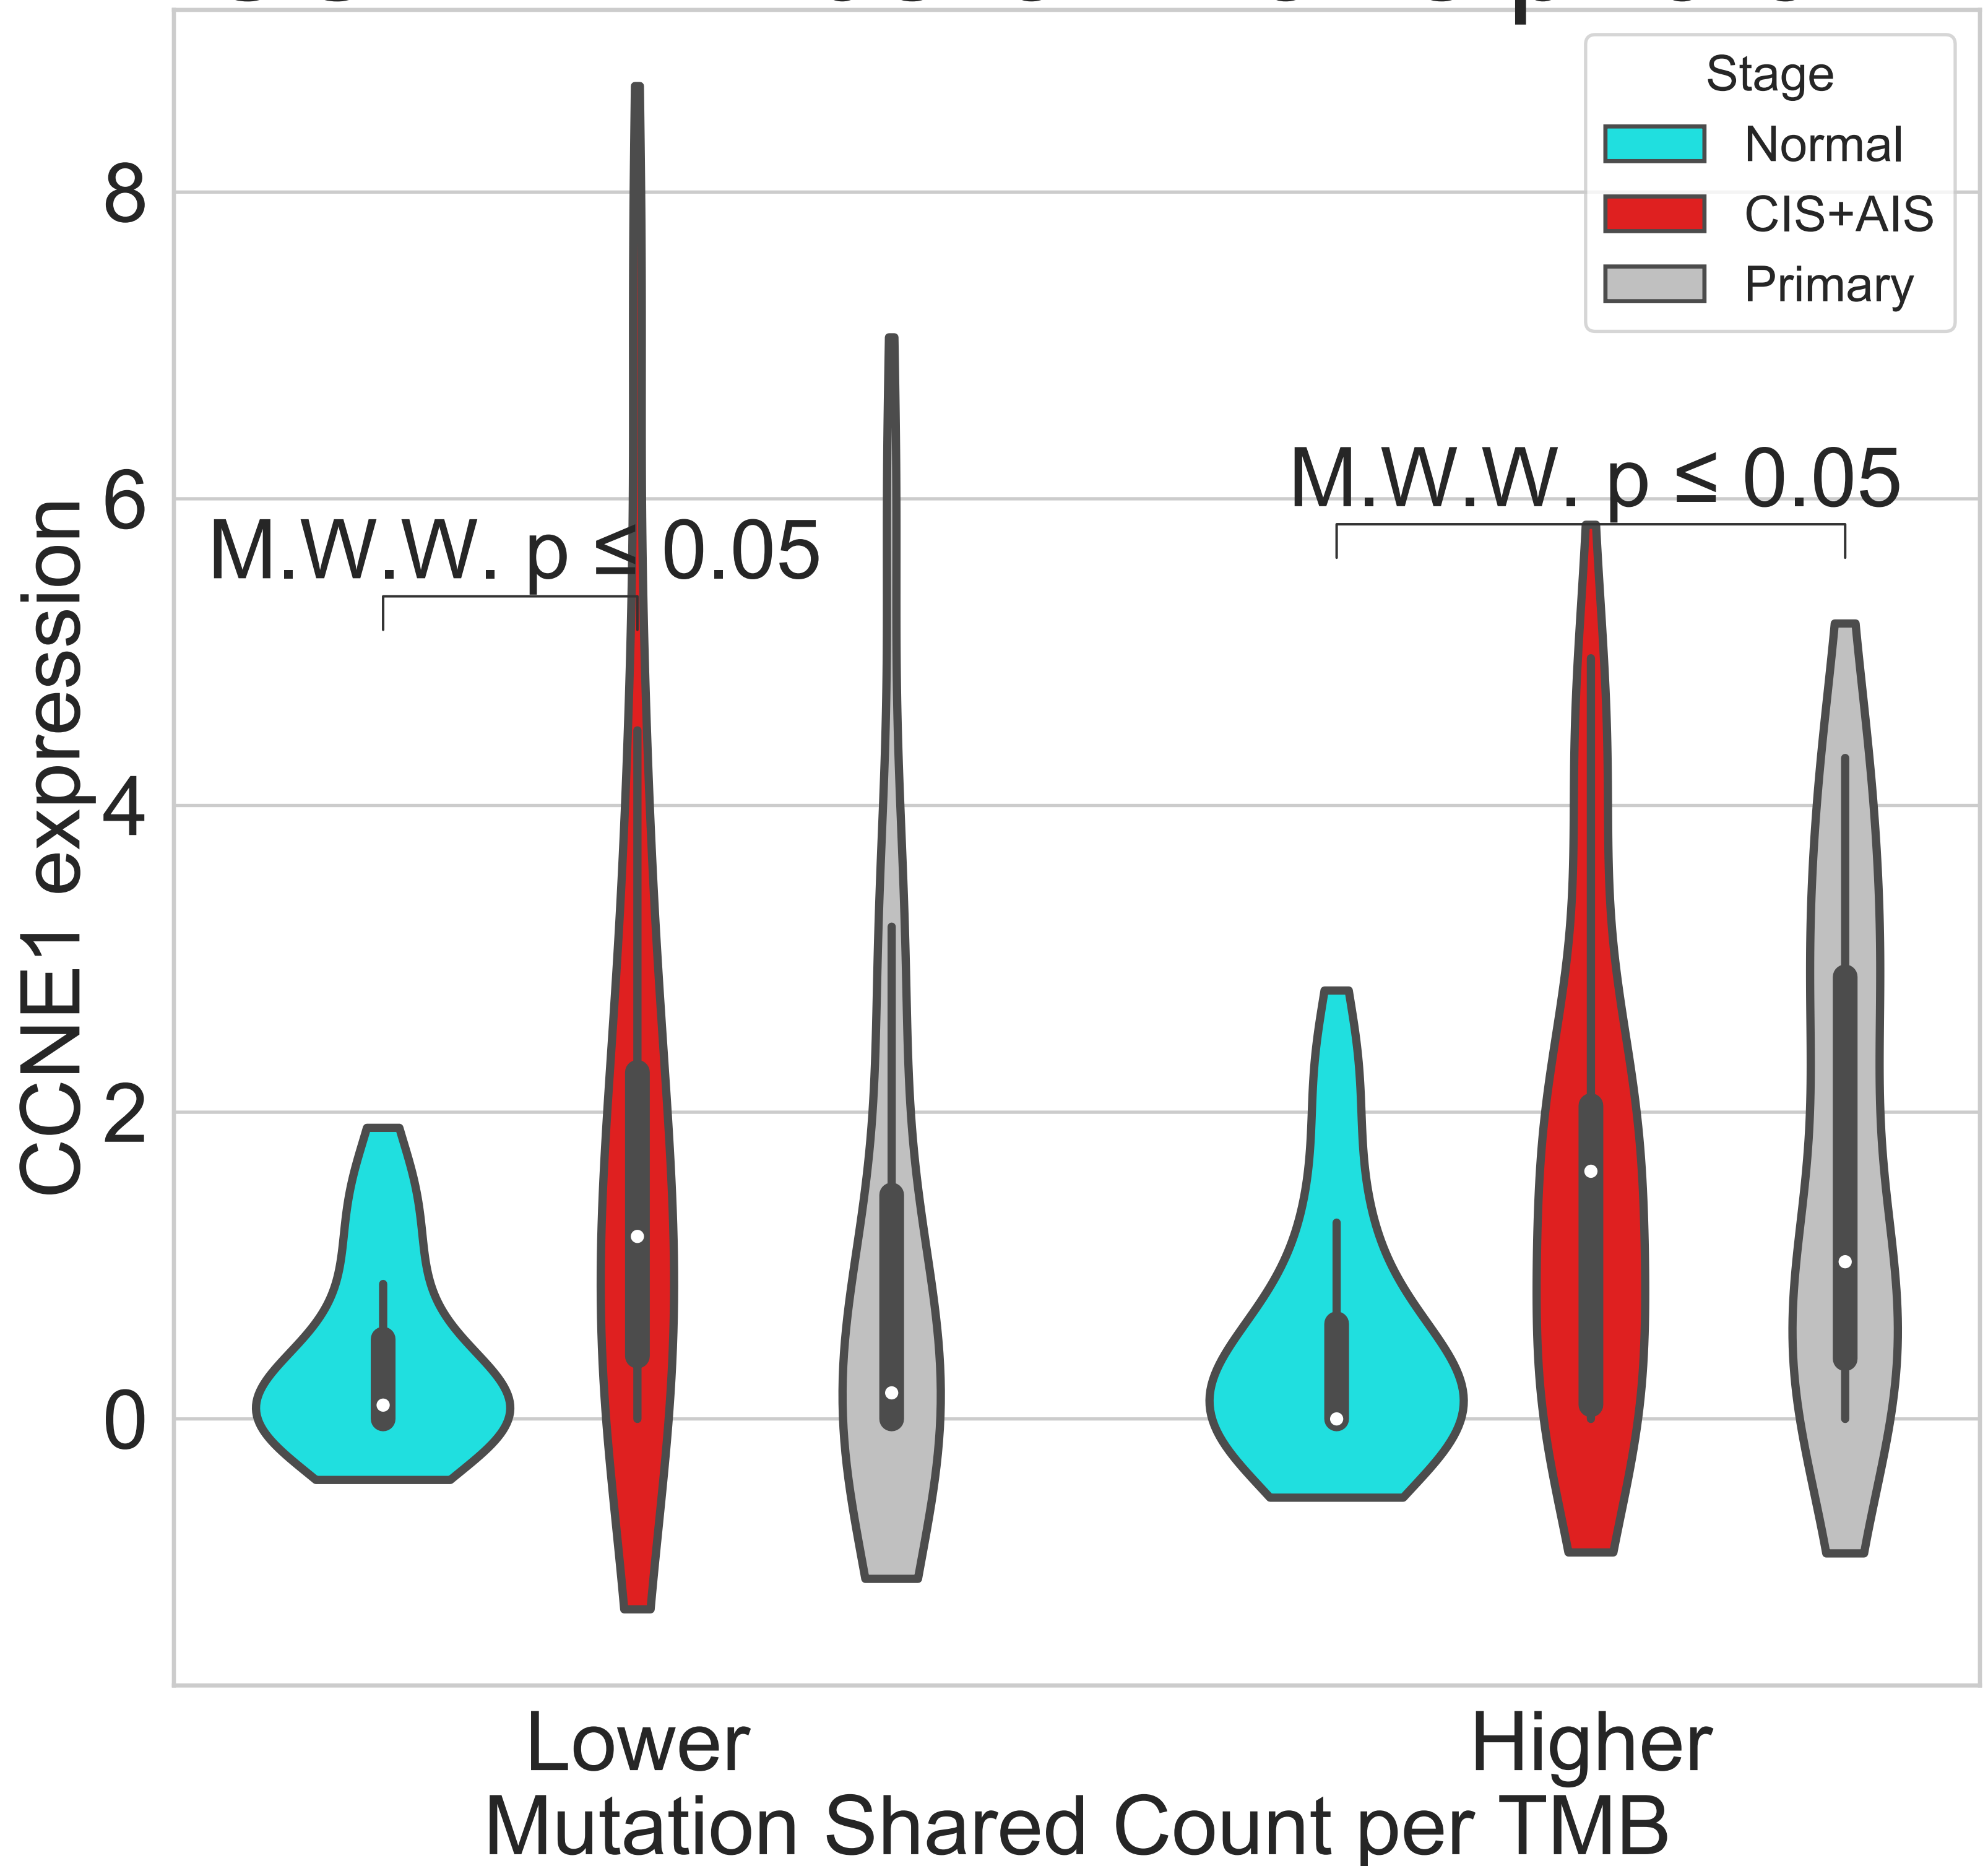 Stage
Normal
CIS+AIS
Primary
8
6
4
2
0
CCNE1 expression
M.W.W. p ≤ 0.05
M.W.W. p ≤ 0.05
Lower
Higher
Mutation Shared Count per TMB